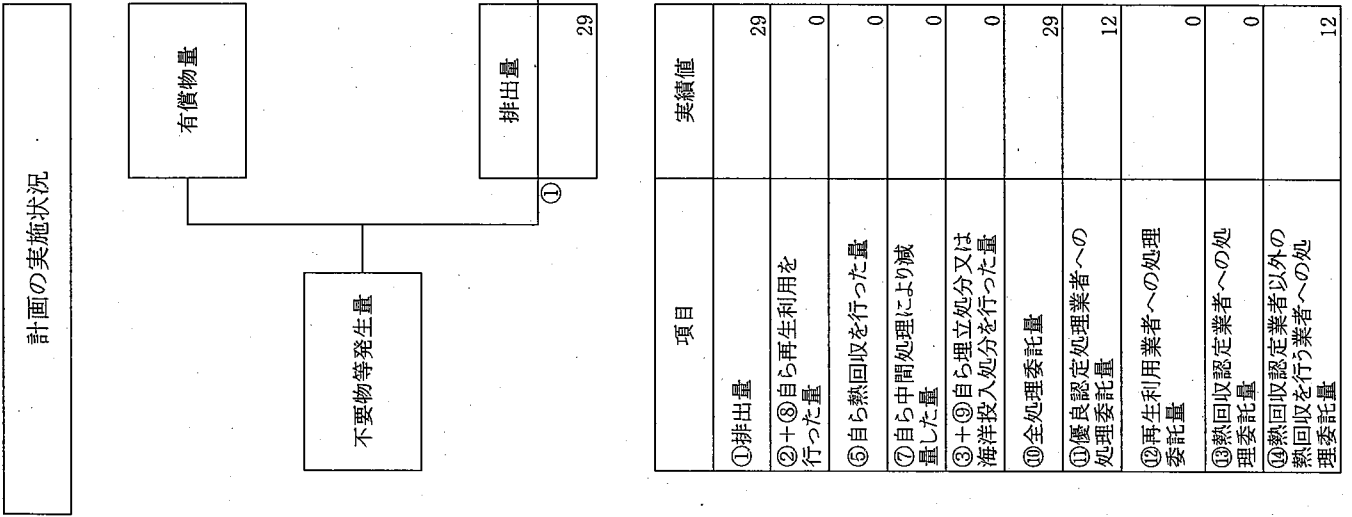 計画の実施状況
有償物量
不要物等発生量
排出量
①
29
項目
実績値
①排出量
29
②+⑧自ら再生利用を
行った量
0
⑤自ら熱回収を行った量
0
⑦自ら中間処理により減
量した量
0
③+⑨自ら埋立処分又は
海洋投入処分を行った量
0
⑩全処理委託量
29
⑪優良認定処理業者への
処理委託量
12
⑫再生利用業者への処理
委託量
0
⑬熱回収認定業者への処
理委託量
0
⑭熱回収認定業者以外の
熱回収を行う業者への処
理委託量
12